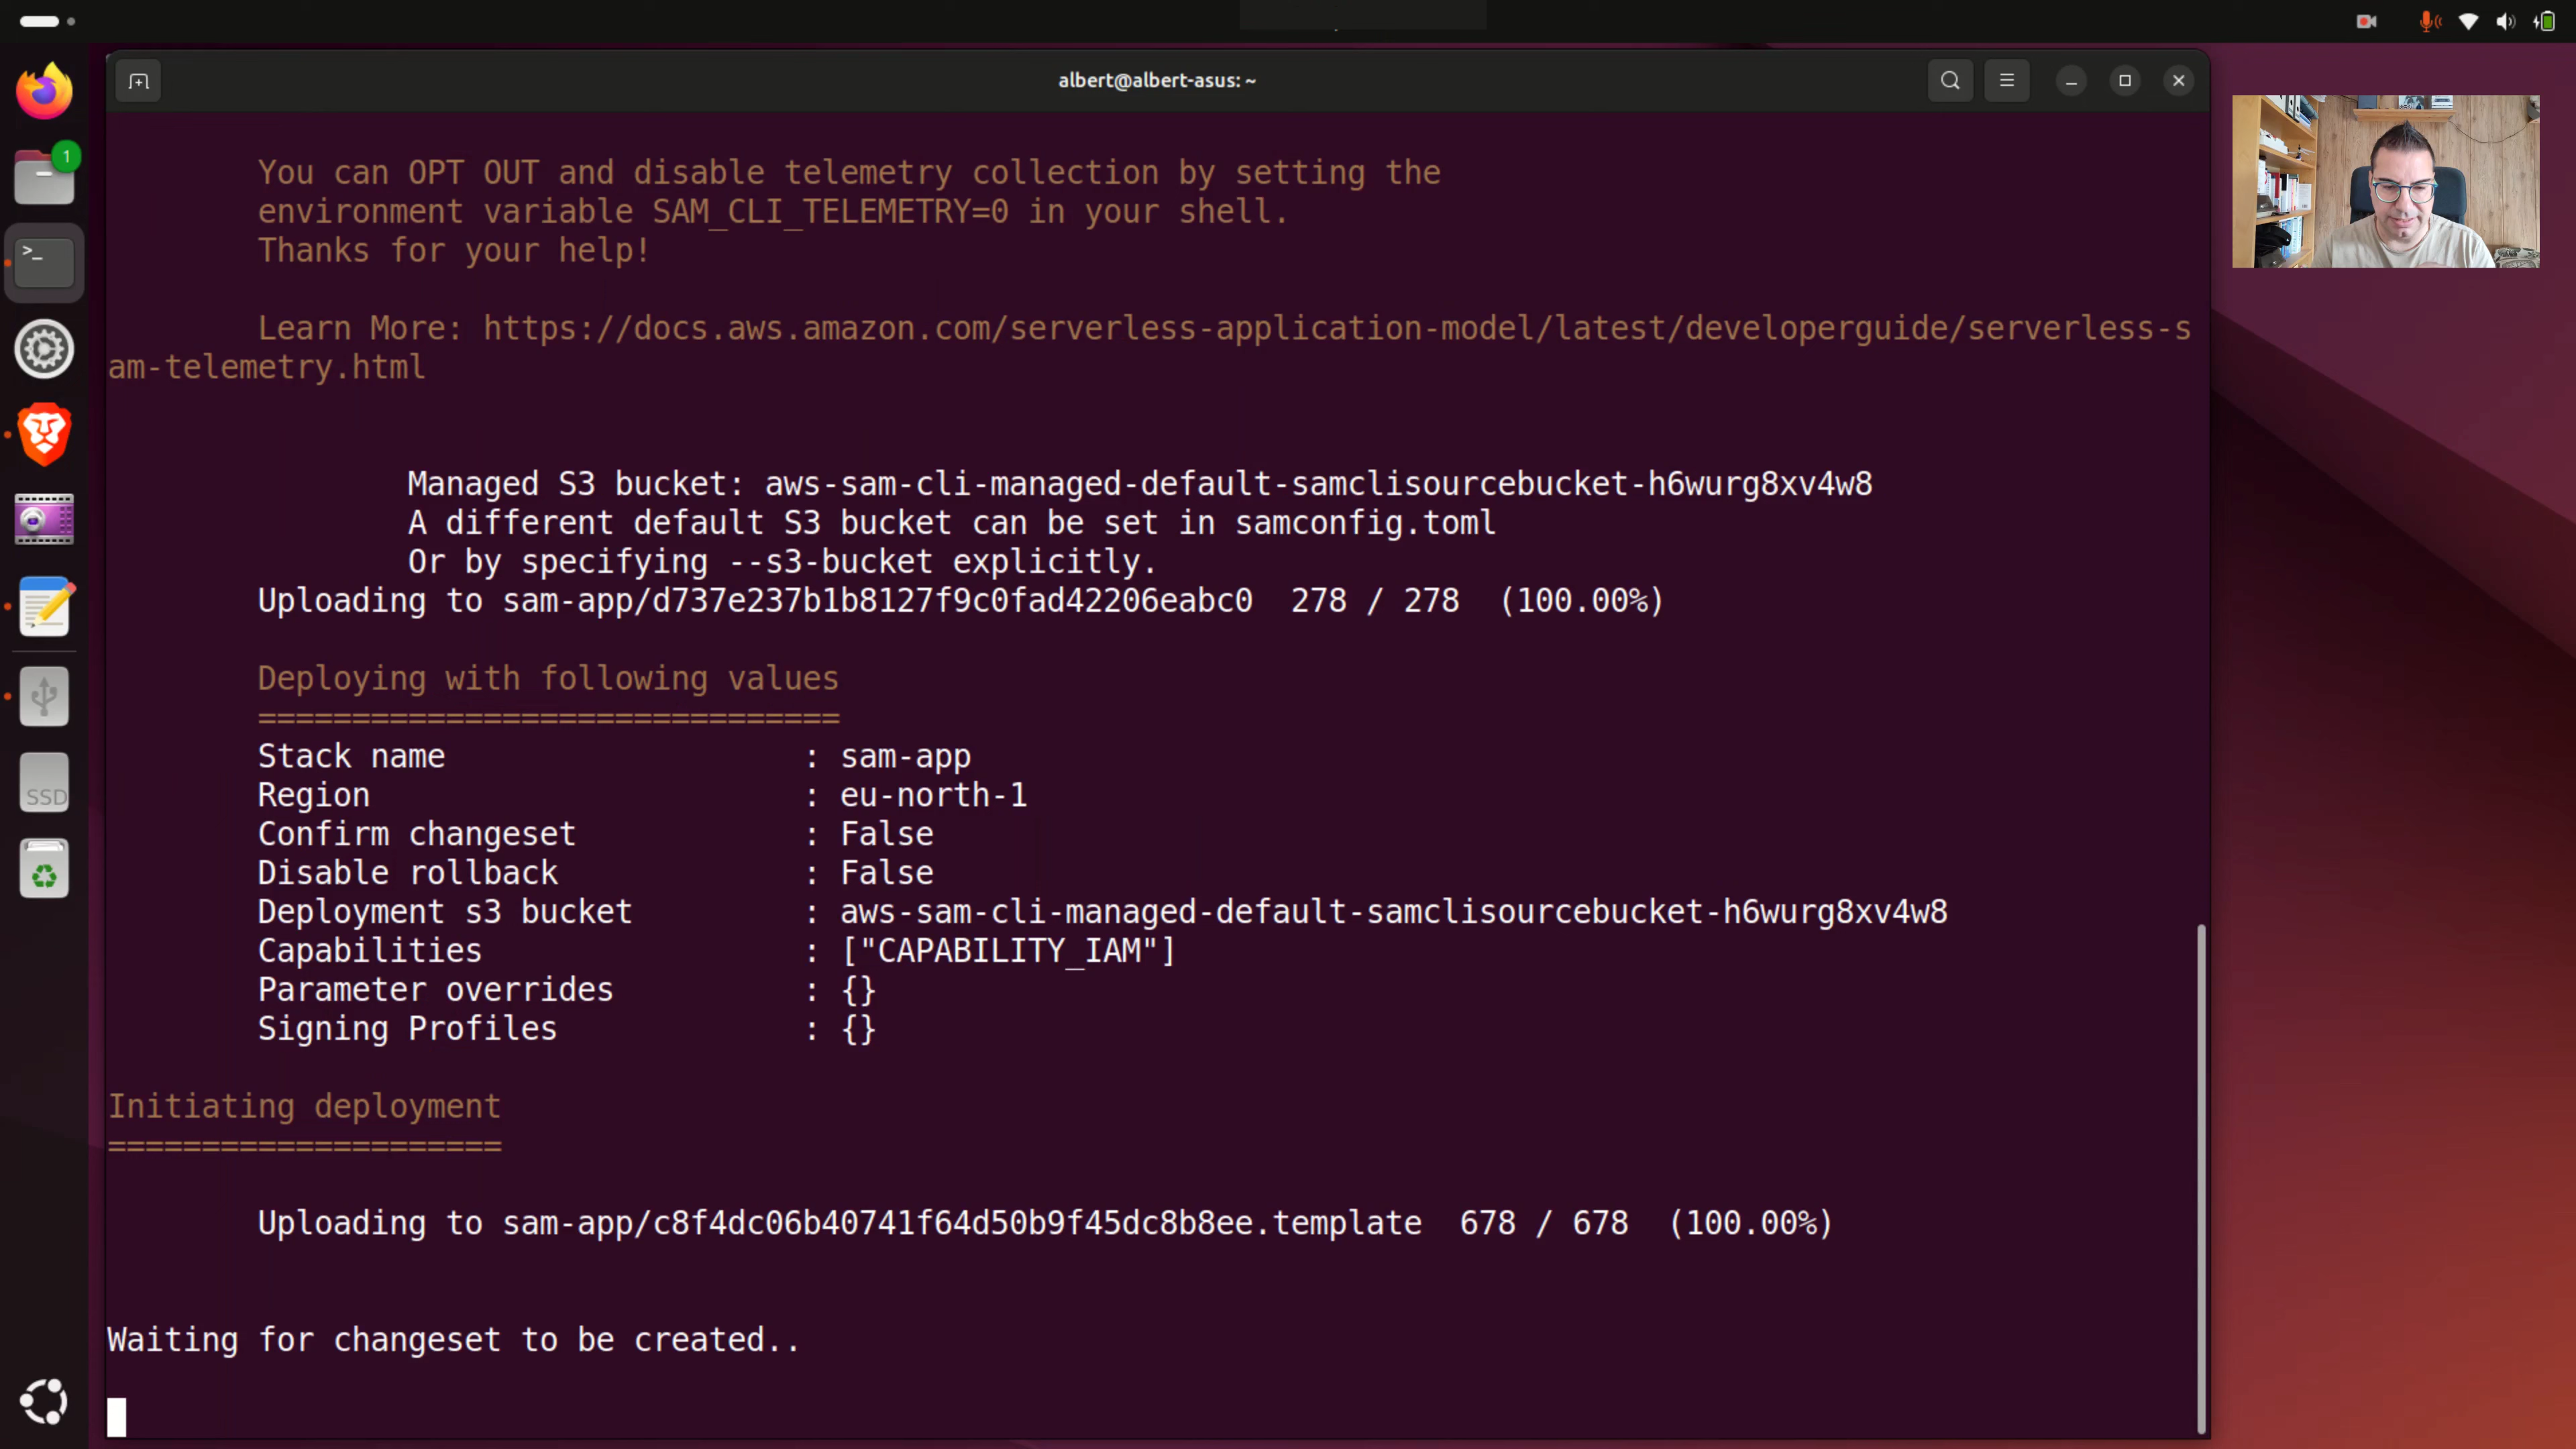 albert@albert-asus: ~
1
You can OPT OUT and disable telemetry collection by setting the
environment variable SAM_CLI_TELEMETRY=0 in your shell.
Thanks for your help!
Learn More: https://docs.aws.amazon.com/serverless-application-model/latest/developerguide/serverless-s
am-telemetry.html
Managed S3 bucket: aws-sam-cli-managed-default-samclisourcebucket-h6wurg8xv4w8
A different default S3 bucket can be set in samconfig.toml
Or by specifying --s3-bucket explicitly.
Uploading to sam-app/d737e237b1b8127f9c0fad42206eabc0  278 / 278  (100.00%)
Deploying with following values
===============================
Stack name                   : sam-app
Region                       : eu-north-1
Confirm changeset            : False
Disable rollback             : False
Deployment s3 bucket         : aws-sam-cli-managed-default-samclisourcebucket-h6wurg8xv4w8
Capabilities                 : ["CAPABILITY_IAM"]
Parameter overrides          : {}
Signing Profiles             : {}
Initiating deployment
=====================
Uploading to sam-app/c8f4dc06b40741f64d50b9f45dc8b8ee.template  678 / 678  (100.00%)
Waiting for changeset to be created..
>_
SSD